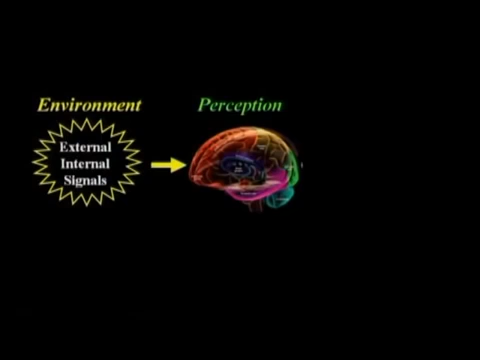 Environment
Perception
External
Internal
Signals